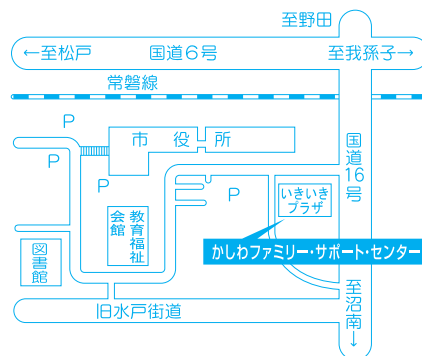 至野田
←至松戸
国道6号
至我孫子→
常磐線
P
市役所
P
P
国道16号
P
いきいき
プラザ
教育福祉
会館
かしわファミリー・サポート・センター
図書館
至沼南→
旧水戸街道